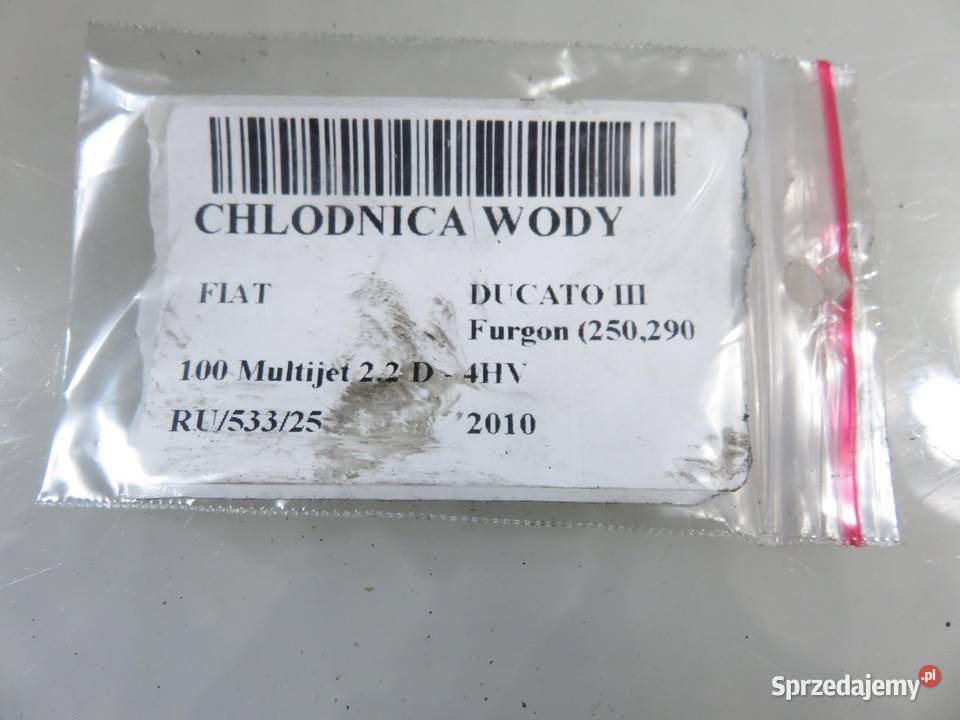 CHLODNICA WODY
FIAT DUCATO III
Furgon (250,290
100 Multijet 2.2 D - 4HV
RU/533/25 2010
Sprzedajemy.pl